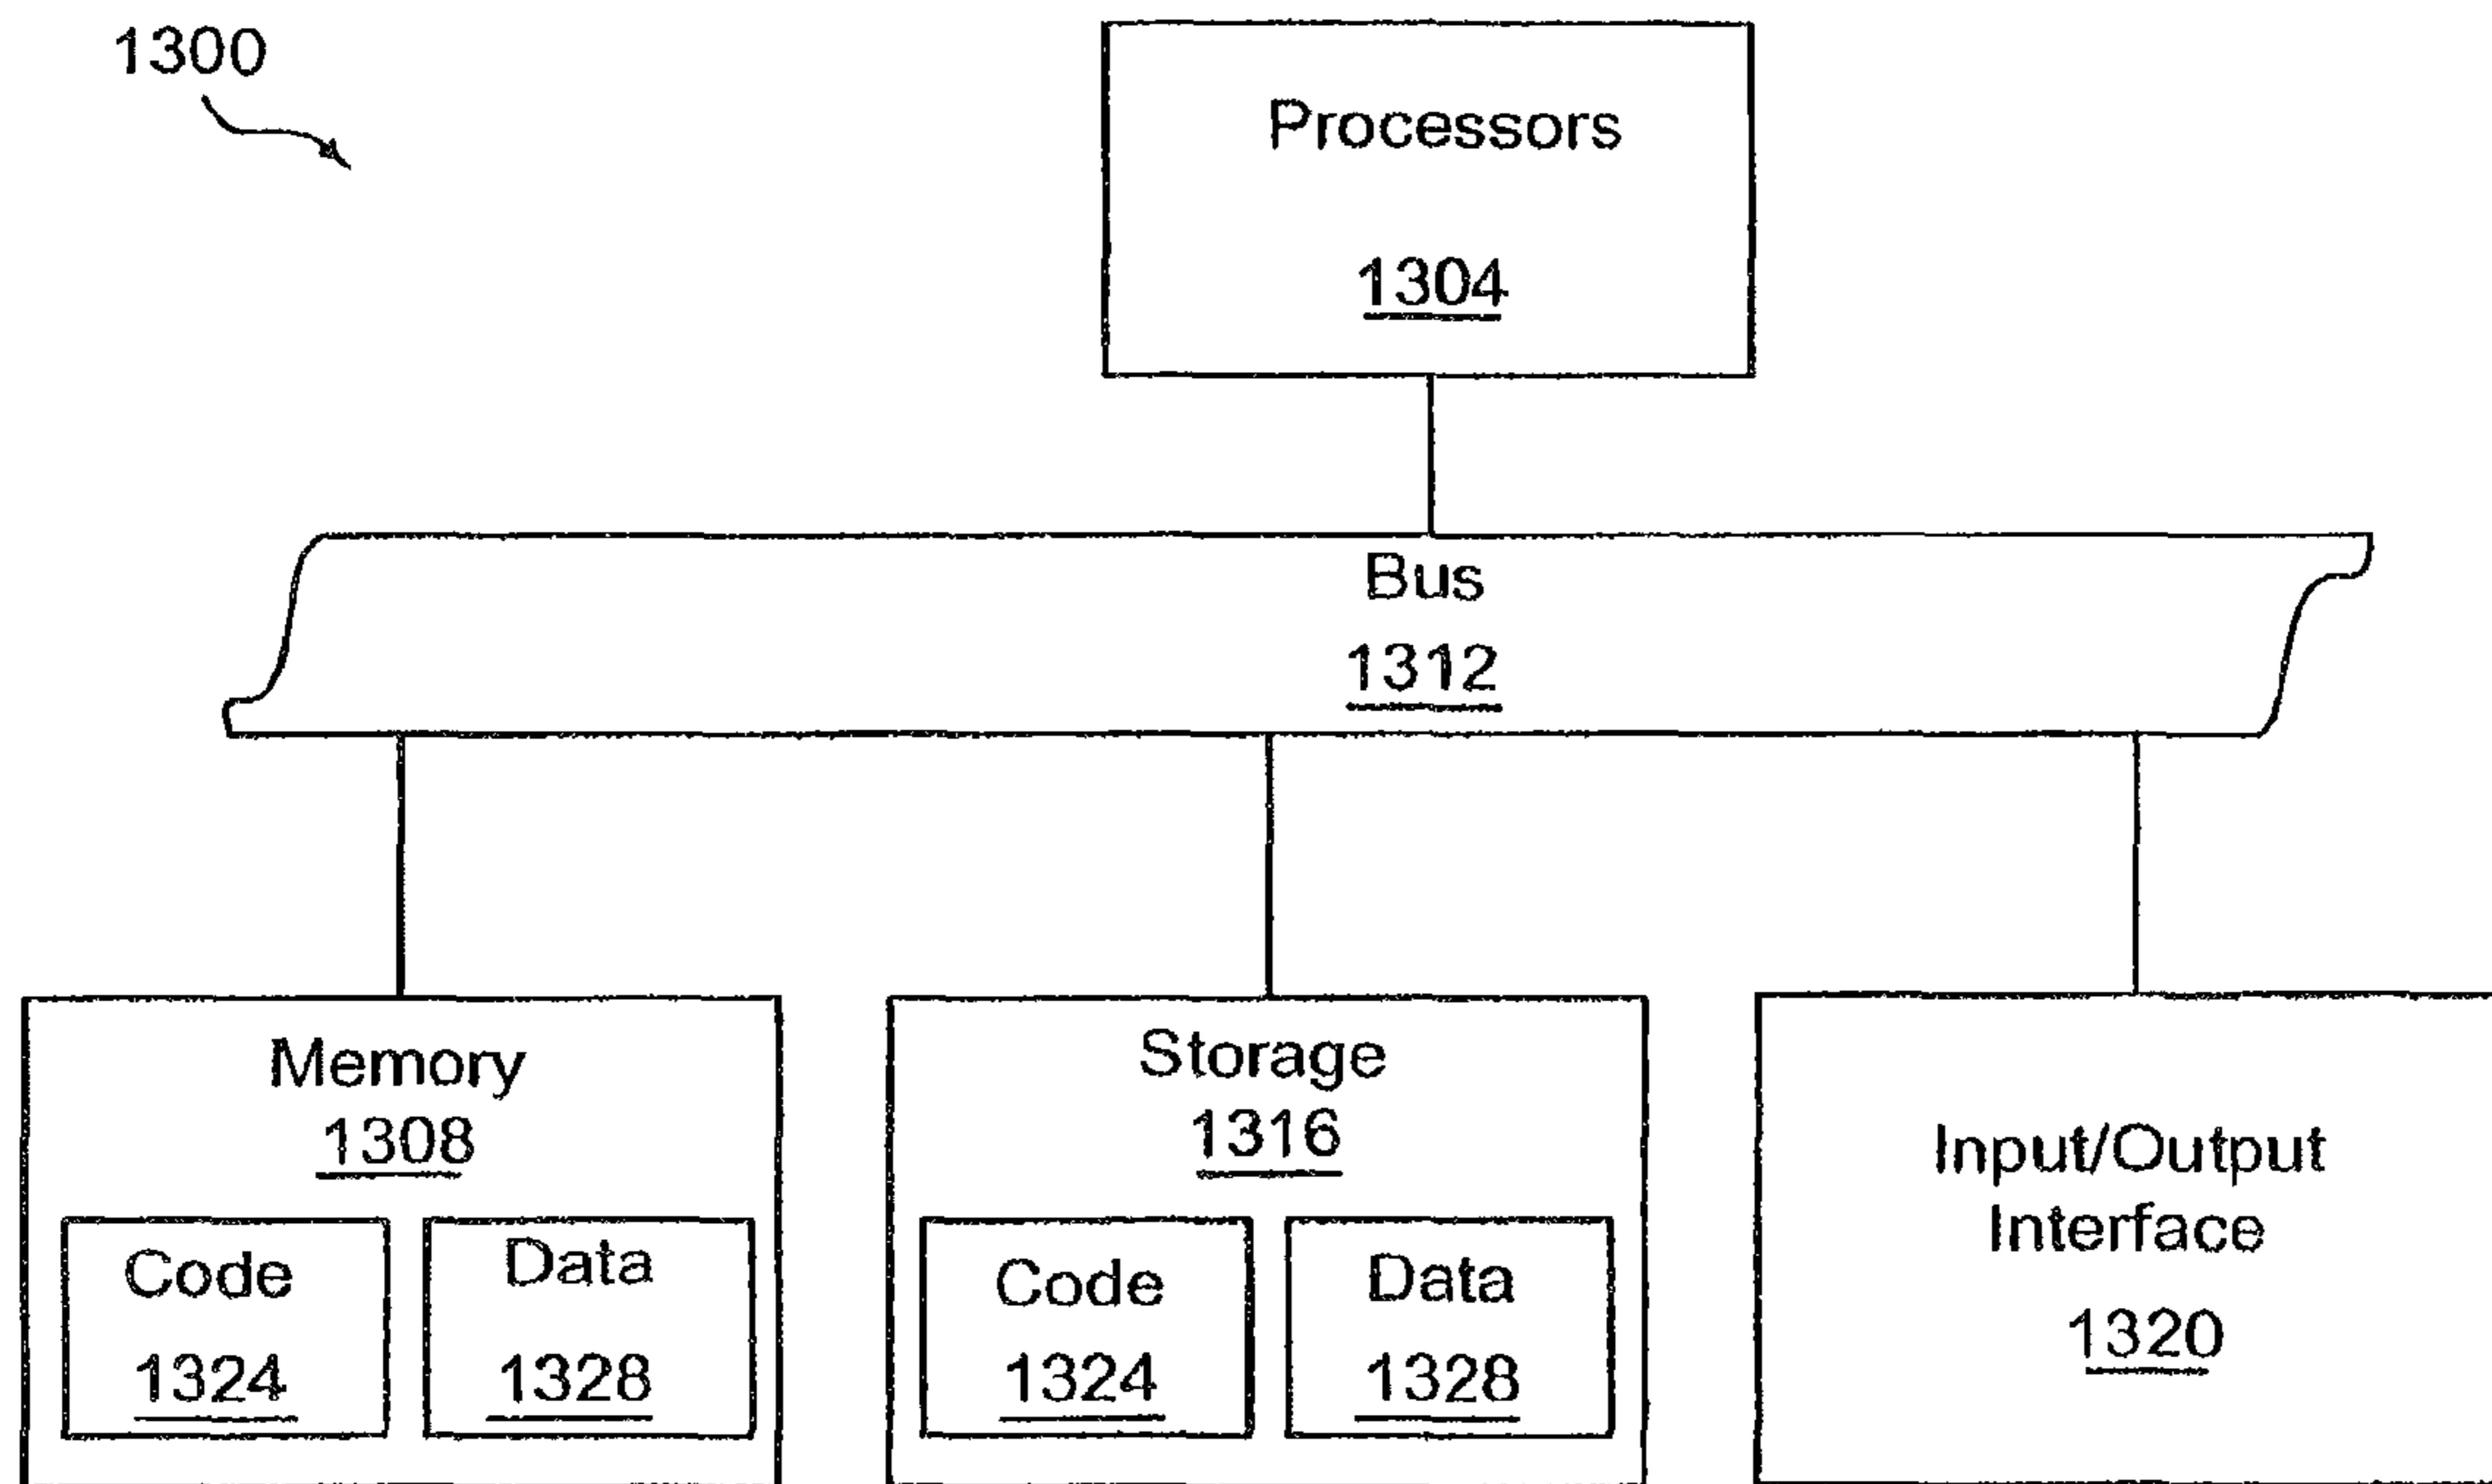 1300
Processors
1304
Bus
1312
Memory
1308
Code
1324
Data
1328
Storage
1316
Code
1324
Data
1328
Input/Output
Interface
1320